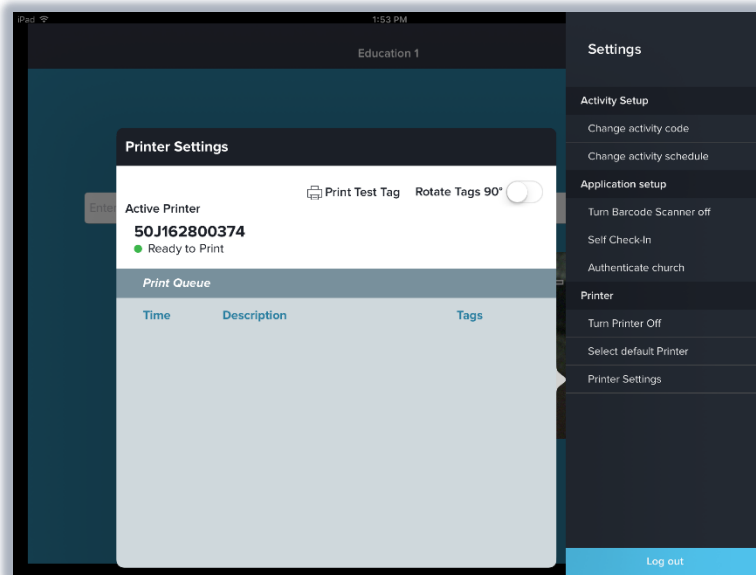 iPad 1:53 PM
Education 1
Settings
Activity Setup
Change activity code
Change activity schedule
Application setup
Turn Barcode Scanner off
Self Check-In
Authenticate church
Printer
Turn Printer Off
Select default Printer
Printer Settings
Log out
Enter
Printer Settings
Print Test Tag Rotate Tags 90°
Active Printer
50J162800374
Ready to Print
Print Queue
Time Description Tags